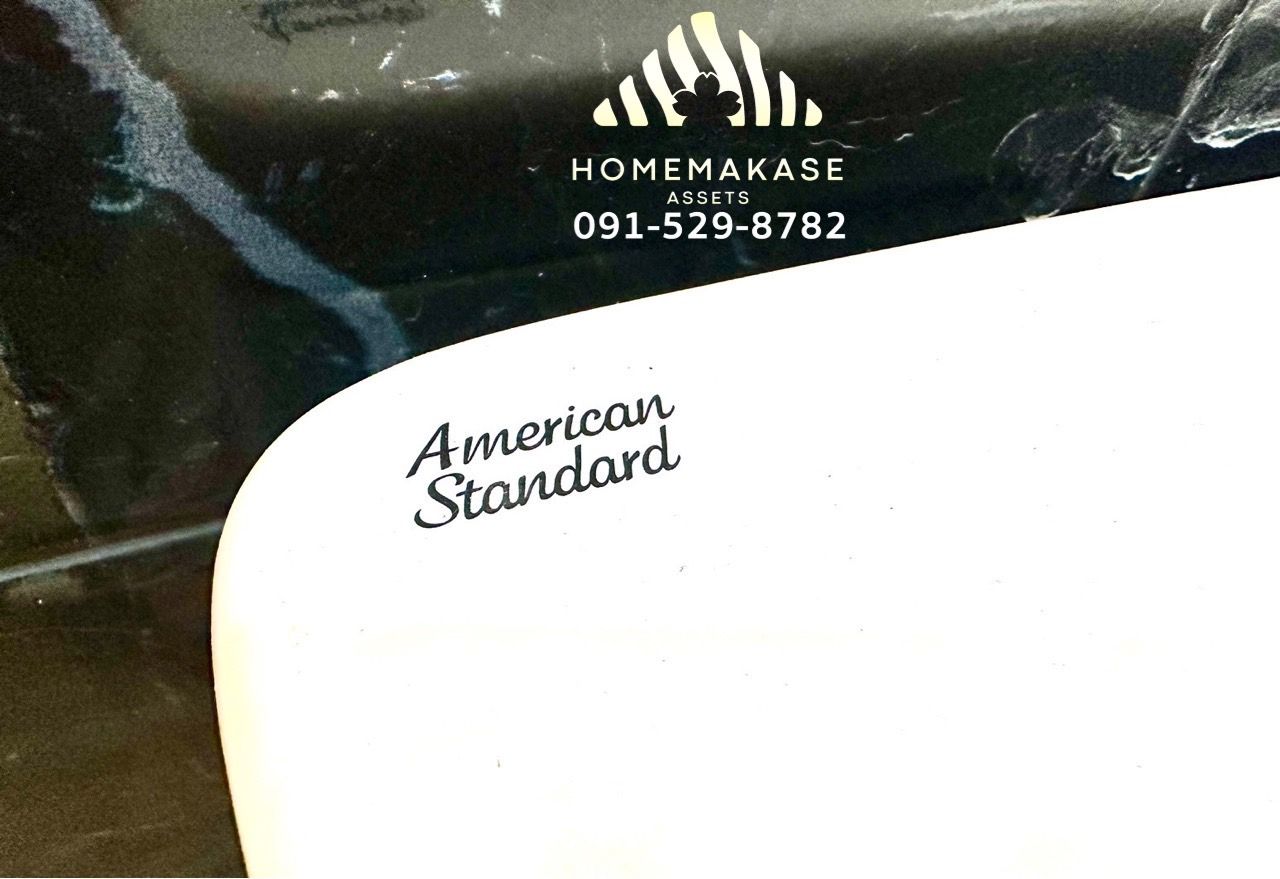 HOMEMAKASE
ASSETS
091-529-8782
American
Standard